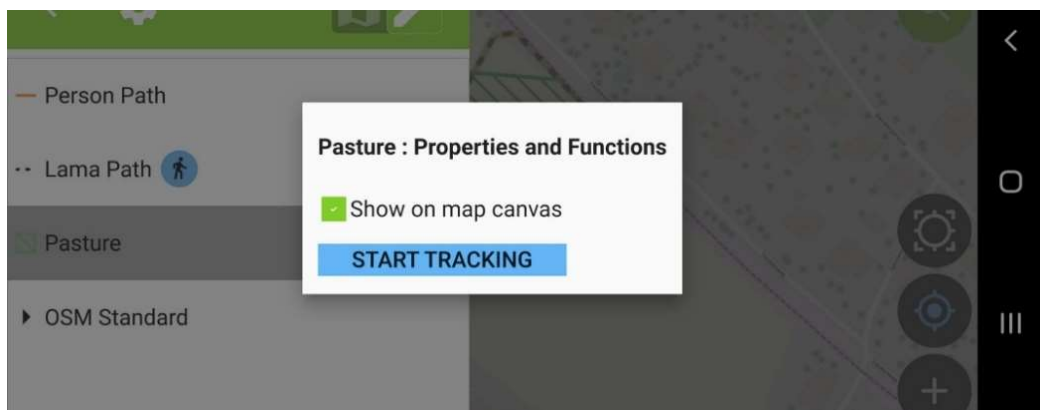 Person Path
Lama Path
Pasture
OSM Standard
Pasture : Properties and Functions
Show on map canvas
START TRACKING